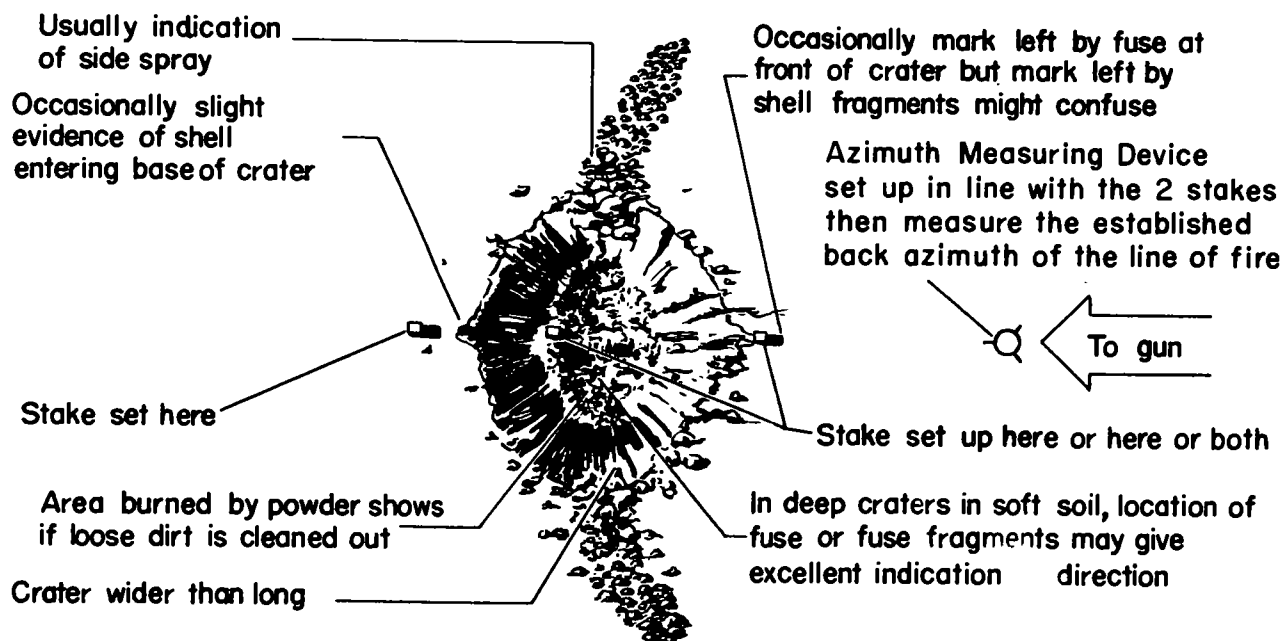 Usually indication
of side spray
Occasionally slight
evidence of shell
entering base of crater
Stake set here
Area burned by powder shows
if loose dirt is cleaned out
Crater wider than long
Occasionally mark left by fuse at
front of crater but mark left by
shell fragments might confuse
Azimuth Measuring Device
set up in line with the 2 stakes
then measure the established
back azimuth of the line of fire
To gun
Stake set up here or here or both
In deep craters in soft soil, location of
fuse or fuse fragments may give
excellent indication direction